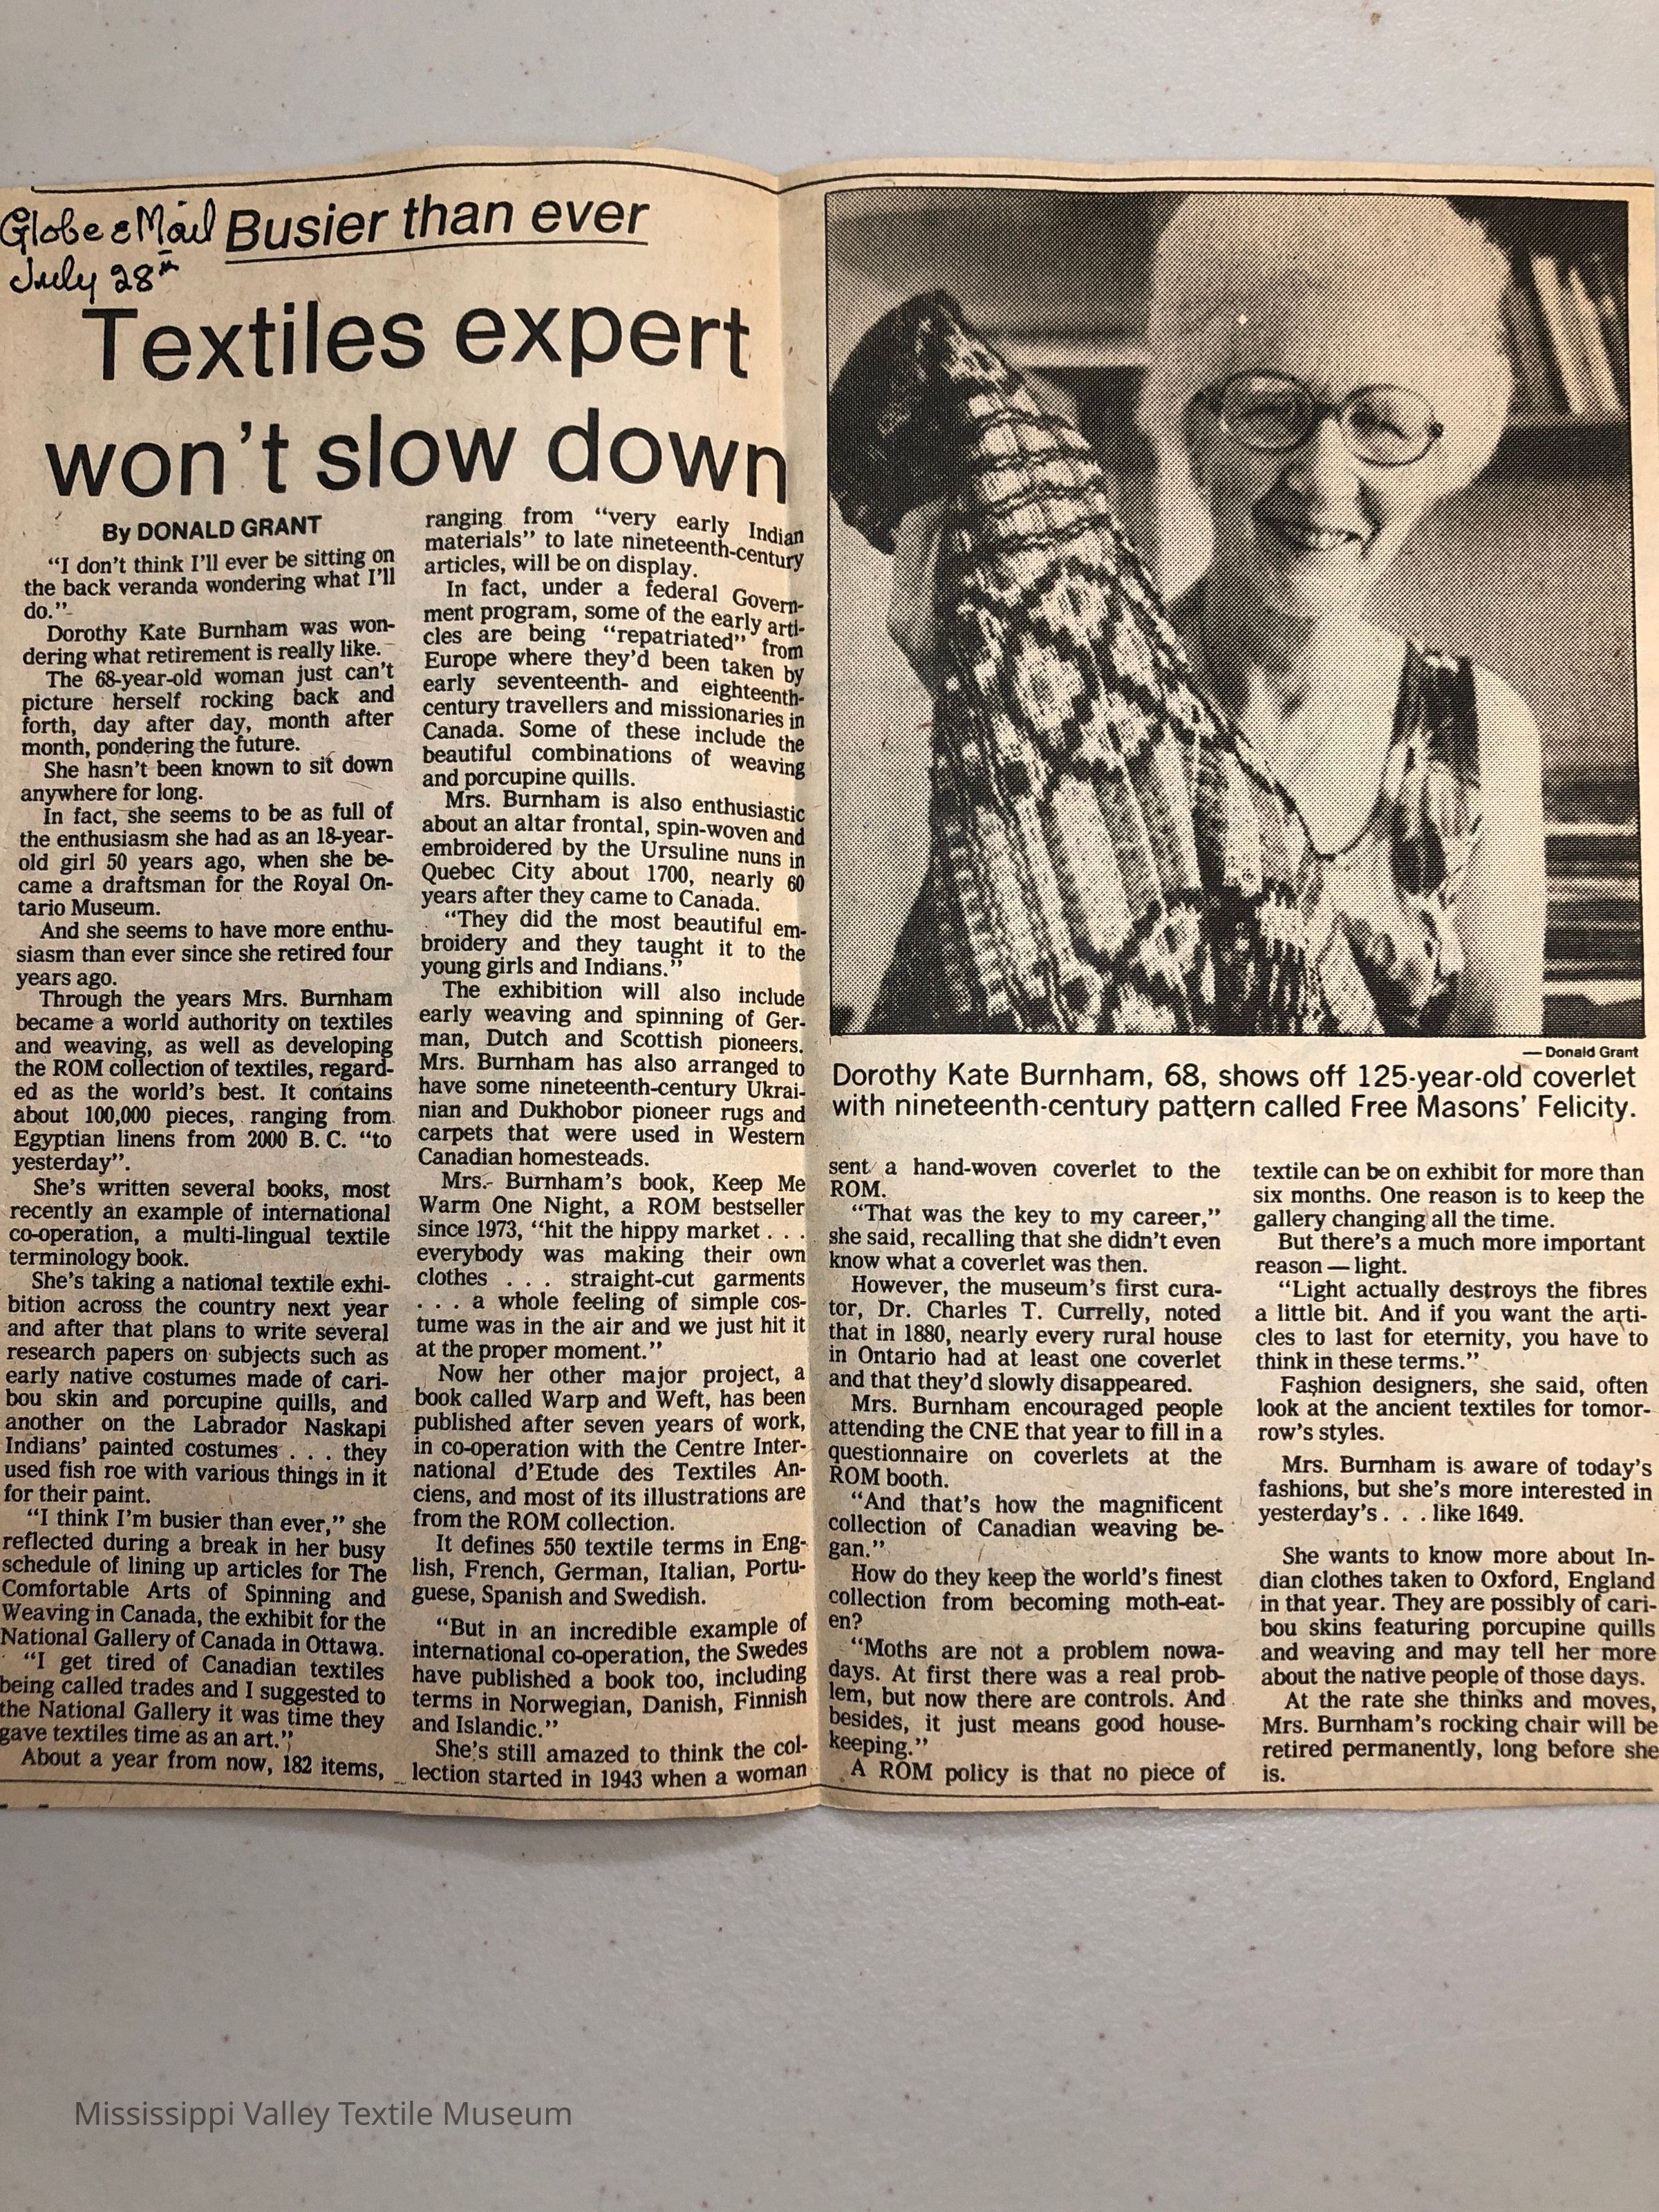 Globe & Mail
July 28th
Busier than ever
Textiles expert
won't slow down
By DONALD GRANT
"I don't think I'll ever be sitting on
the back veranda wondering what I'll
do."
Dorothy Kate Burnham was won-
dering what retirement is really like.
The 68-year-old woman just can't
picture herself rocking back and
forth, day after day, month after
month, pondering the future.
She hasn't been known to sit down
anywhere for long.
In fact, she seems to be as full of
the enthusiasm she had as an 18-year-
old girl 50 years ago, when she be-
came a draftsman for the Royal On-
tario Museum.
And she seems to have more enthu-
siasm than ever since she retired four
years ago.
Through the years Mrs. Burnham
became a world authority on textiles
and weaving, as well as developing
the ROM collection of textiles, regard-
ed as the world's best. It contains
about 100,000 pieces, ranging from
Egyptian linens from 2000 B.C. "to
yesterday".
She's written several books, most
recently an example of international
co-operation, a multi-lingual textile
terminology book.
She's taking a national textile exhi-
bition across the country next year
and after that plans to write several
research papers on subjects such as
early native costumes made of cari-
bou skin and porcupine quills, and
another on the Labrador Naskapi
Indians' painted costumes . . . they
used fish roe with various things in it
for their paint.
"I think I'm busier than ever," she
reflected during a break in her busy
schedule of lining up articles for The
Comfortable Arts of Spinning and
Weaving in Canada, the exhibit for the
National Gallery of Canada in Ottawa.
"I get tired of Canadian textiles
being called trades and I suggested to
the National Gallery it was time they
gave textiles time as an art."
About a year from now, 182 items,
ranging from "very early Indian
materials" to late nineteenth-century
articles, will be on display.
In fact, under a federal Govern-
ment program, some of the early arti-
cles are being "repatriated" from
Europe where they'd been taken by
early seventeenth- and eighteenth-
century travellers and missionaries in
Canada. Some of these include the
beautiful combinations of weaving
and porcupine quills.
Mrs. Burnham is also enthusiastic
about an altar frontal, spin-woven and
embroidered by the Ursuline nuns in
Quebec City about 1700, nearly 60
years after they came to Canada.
"They did the most beautiful em-
broidery and they taught it to the
young girls and Indians."
The exhibition will also include
early weaving and spinning of Ger-
man, Dutch and Scottish pioneers.
Mrs. Burnham has also arranged to
have some nineteenth-century Ukrai-
nian and Dukhobor pioneer rugs and
carpets that were used in Western
Canadian homesteads.
Mrs. Burnham's book, Keep Me
Warm One Night, a ROM bestseller
since 1973, "hit the hippy market . . .
everybody was making their own
clothes . . . straight-cut garments
. . . a whole feeling of simple cos-
tume was in the air and we just hit it
at the proper moment."
Now her other major project, a
book called Warp and Weft, has been
published after seven years of work,
in co-operation with the Centre Inter-
national d'Etude des Textiles An-
ciens, and most of its illustrations are
from the ROM collection.
It defines 550 textile terms in Eng-
lish, French, German, Italian, Portu-
guese, Spanish and Swedish.
"But in an incredible example of
international co-operation, the Swedes
have published a book too, including
terms in Norwegian, Danish, Finnish
and Islandic."
She's still amazed to think the col-
lection started in 1943 when a woman
— Donald Grant
Dorothy Kate Burnham, 68, shows off 125-year-old coverlet
with nineteenth-century pattern called Free Masons' Felicity.
sent a hand-woven coverlet to the
ROM.
"That was the key to my career,"
she said, recalling that she didn't even
know what a coverlet was then.
However, the museum's first cura-
tor, Dr. Charles T. Currelly, noted
that in 1880, nearly every rural house
in Ontario had at least one coverlet
and that they'd slowly disappeared.
Mrs. Burnham encouraged people
attending the CNE that year to fill in a
questionnaire on coverlets at the
ROM booth.
"And that's how the magnificent
collection of Canadian weaving be-
gan."
How do they keep the world's finest
collection from becoming moth-eat-
en?
"Moths are not a problem nowa-
days. At first there was a real prob-
lem, but now there are controls. And
besides, it just means good house-
keeping."
A ROM policy is that no piece of
textile can be on exhibit for more than
six months. One reason is to keep the
gallery changing all the time.
But there's a much more important
reason — light.
"Light actually destroys the fibres
a little bit. And if you want the arti-
cles to last for eternity, you have to
think in these terms."
Fashion designers, she said, often
look at the ancient textiles for tomor-
row's styles.
Mrs. Burnham is aware of today's
fashions, but she's more interested in
yesterday's . . . like 1649.
She wants to know more about In-
dian clothes taken to Oxford, England
in that year. They are possibly of cari-
bou skins featuring porcupine quills
and weaving and may tell her more
about the native people of those days.
At the rate she thinks and moves,
Mrs. Burnham's rocking chair will be
retired permanently, long before she
is.
Mississippi Valley Textile Museum